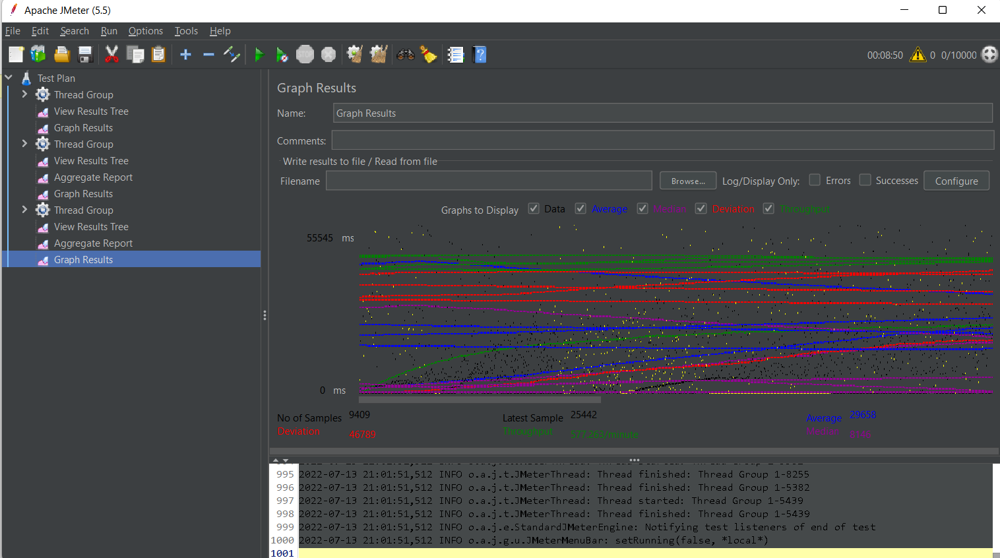 Apache JMeter (5.5)
File Edit Search Run Options Tools Help
STOP 00:08:50 0 0/10000
Test Plan
Thread Group
View Results Tree
Graph Results
Thread Group
View Results Tree
Aggregate Report
Graph Results
Thread Group
View Results Tree
Aggregate Report
Graph Results
Graph Results
Name: Graph Results
Comments:
Write results to file / Read from file
Filename Browse... Log/Display Only: Errors Successes Configure
Graphs to Display Data Average Median Deviation Throughput
55545 ms
0 ms
No of Samples 9409 Latest Sample 25442 Average 29658
Deviation 46789 Throughput 577.263/minute Median
995 2022-07-13 21:01:51,512 INFO o.a.j.t.JMeterThread: Thread finished: Thread Group 1-8255
996 2022-07-13 21:01:51,512 INFO o.a.j.t.JMeterThread: Thread finished: Thread Group 1-5382
997 2022-07-13 21:01:51,512 INFO o.a.j.t.JMeterThread: Thread started: Thread Group 1-5439
998 2022-07-13 21:01:51,512 INFO o.a.j.t.JMeterThread: Thread finished: Thread Group 1-5439
999 2022-07-13 21:01:51,512 INFO o.a.j.e.StandardJMeterEngine: Notifying test listeners of end of test
1000 2022-07-13 21:01:51,512 INFO o.a.j.g.u.JMeterMenuBar: setRunning(false, *local*)
1001